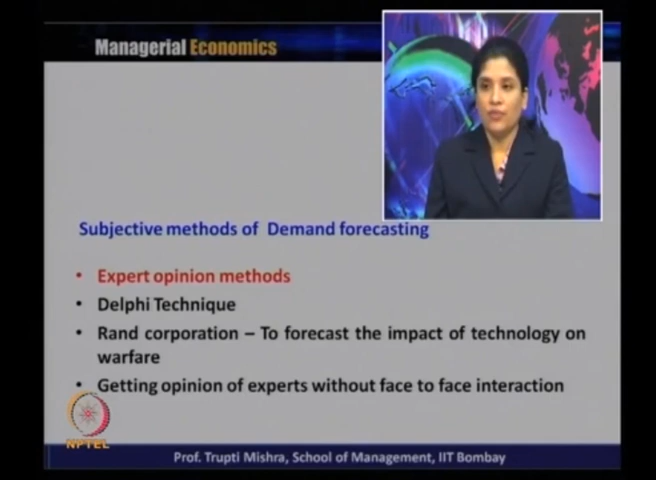 Managerial Economics
Subjective methods of Demand forecasting
• Expert opinion methods
• Delphi Technique
• Rand corporation – To forecast the impact of technology on
warfare
• Getting opinion of experts without face to face interaction
NPTEL
Prof. Trupti Mishra, School of Management, IIT Bombay